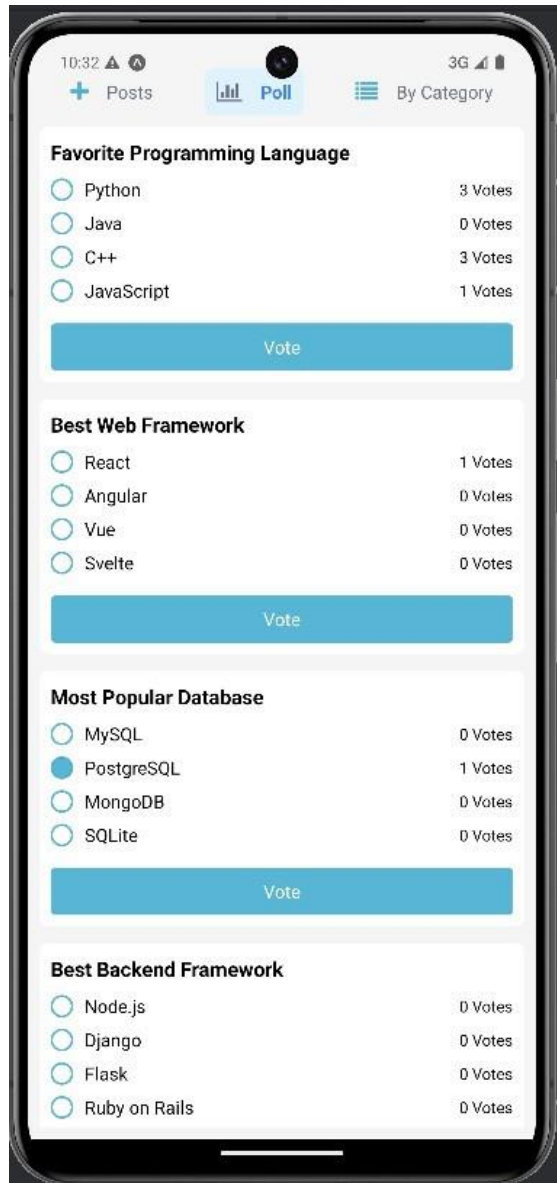 10:32 3G
Posts Poll By Category
Favorite Programming Language
Python 3 Votes
Java 0 Votes
C++ 3 Votes
JavaScript 1 Votes
Vote
Best Web Framework
React 1 Votes
Angular 0 Votes
Vue 0 Votes
Svelte 0 Votes
Vote
Most Popular Database
MySQL 0 Votes
PostgreSQL 1 Votes
MongoDB 0 Votes
SQLite 0 Votes
Vote
Best Backend Framework
Node.js 0 Votes
Django 0 Votes
Flask 0 Votes
Ruby on Rails 0 Votes